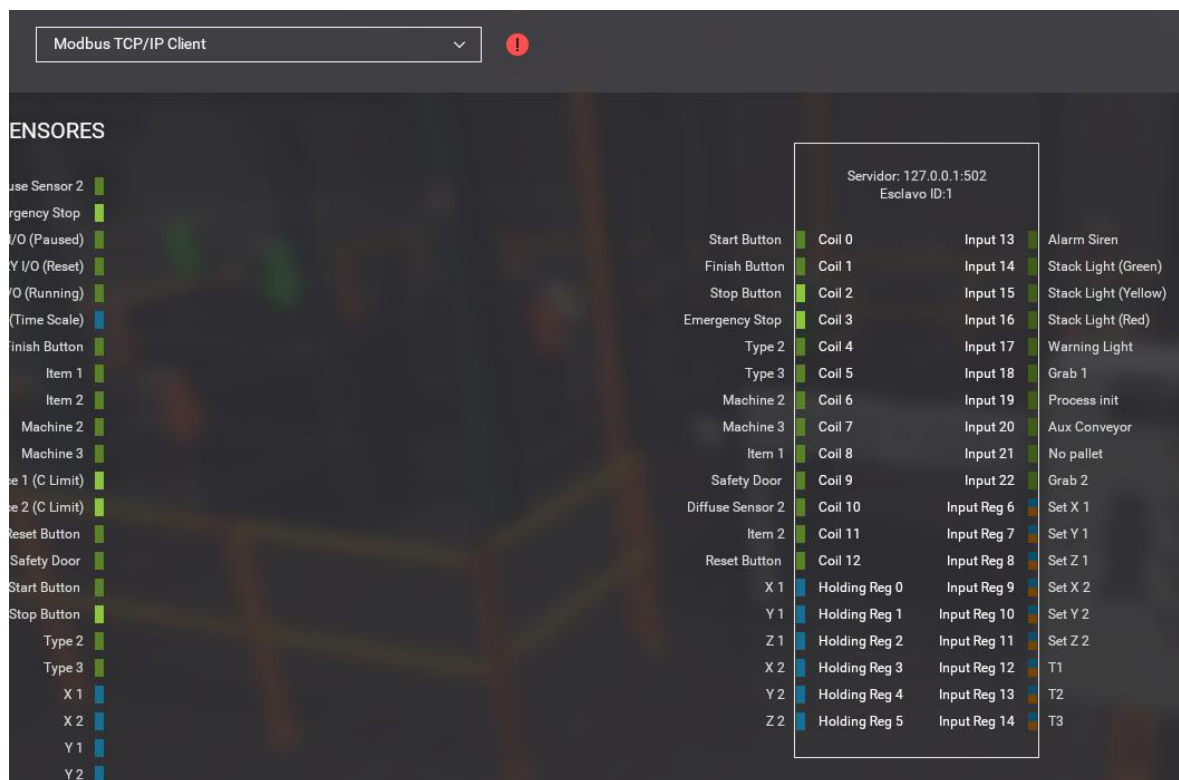 Modbus TCP/IP Client
ENSORES
use Sensor 2
rgency Stop
I/O (Paused)
Y I/O (Reset)
/O (Running)
(Time Scale)
inish Button
Item 1
Item 2
Machine 2
Machine 3
ce 1 (C Limit)
ce 2 (C Limit)
Reset Button
Safety Door
Start Button
Stop Button
Type 2
Type 3
X 1
X 2
Y 1
Y 2
Servidor: 127.0.0.1:502
Esclavo ID:1
Start Button Coil 0 Input 13 Alarm Siren
Finish Button Coil 1 Input 14 Stack Light (Green)
Stop Button Coil 2 Input 15 Stack Light (Yellow)
Emergency Stop Coil 3 Input 16 Stack Light (Red)
Type 2 Coil 4 Input 17 Warning Light
Type 3 Coil 5 Input 18 Grab 1
Machine 2 Coil 6 Input 19 Process init
Machine 3 Coil 7 Input 20 Aux Conveyor
Item 1 Coil 8 Input 21 No pallet
Safety Door Coil 9 Input 22 Grab 2
Diffuse Sensor 2 Coil 10 Input Reg 6 Set X 1
Item 2 Coil 11 Input Reg 7 Set Y 1
Reset Button Coil 12 Input Reg 8 Set Z 1
X 1 Holding Reg 0 Input Reg 9 Set X 2
Y 1 Holding Reg 1 Input Reg 10 Set Y 2
Z 1 Holding Reg 2 Input Reg 11 Set Z 2
X 2 Holding Reg 3 Input Reg 12 T1
Y 2 Holding Reg 4 Input Reg 13 T2
Z 2 Holding Reg 5 Input Reg 14 T3